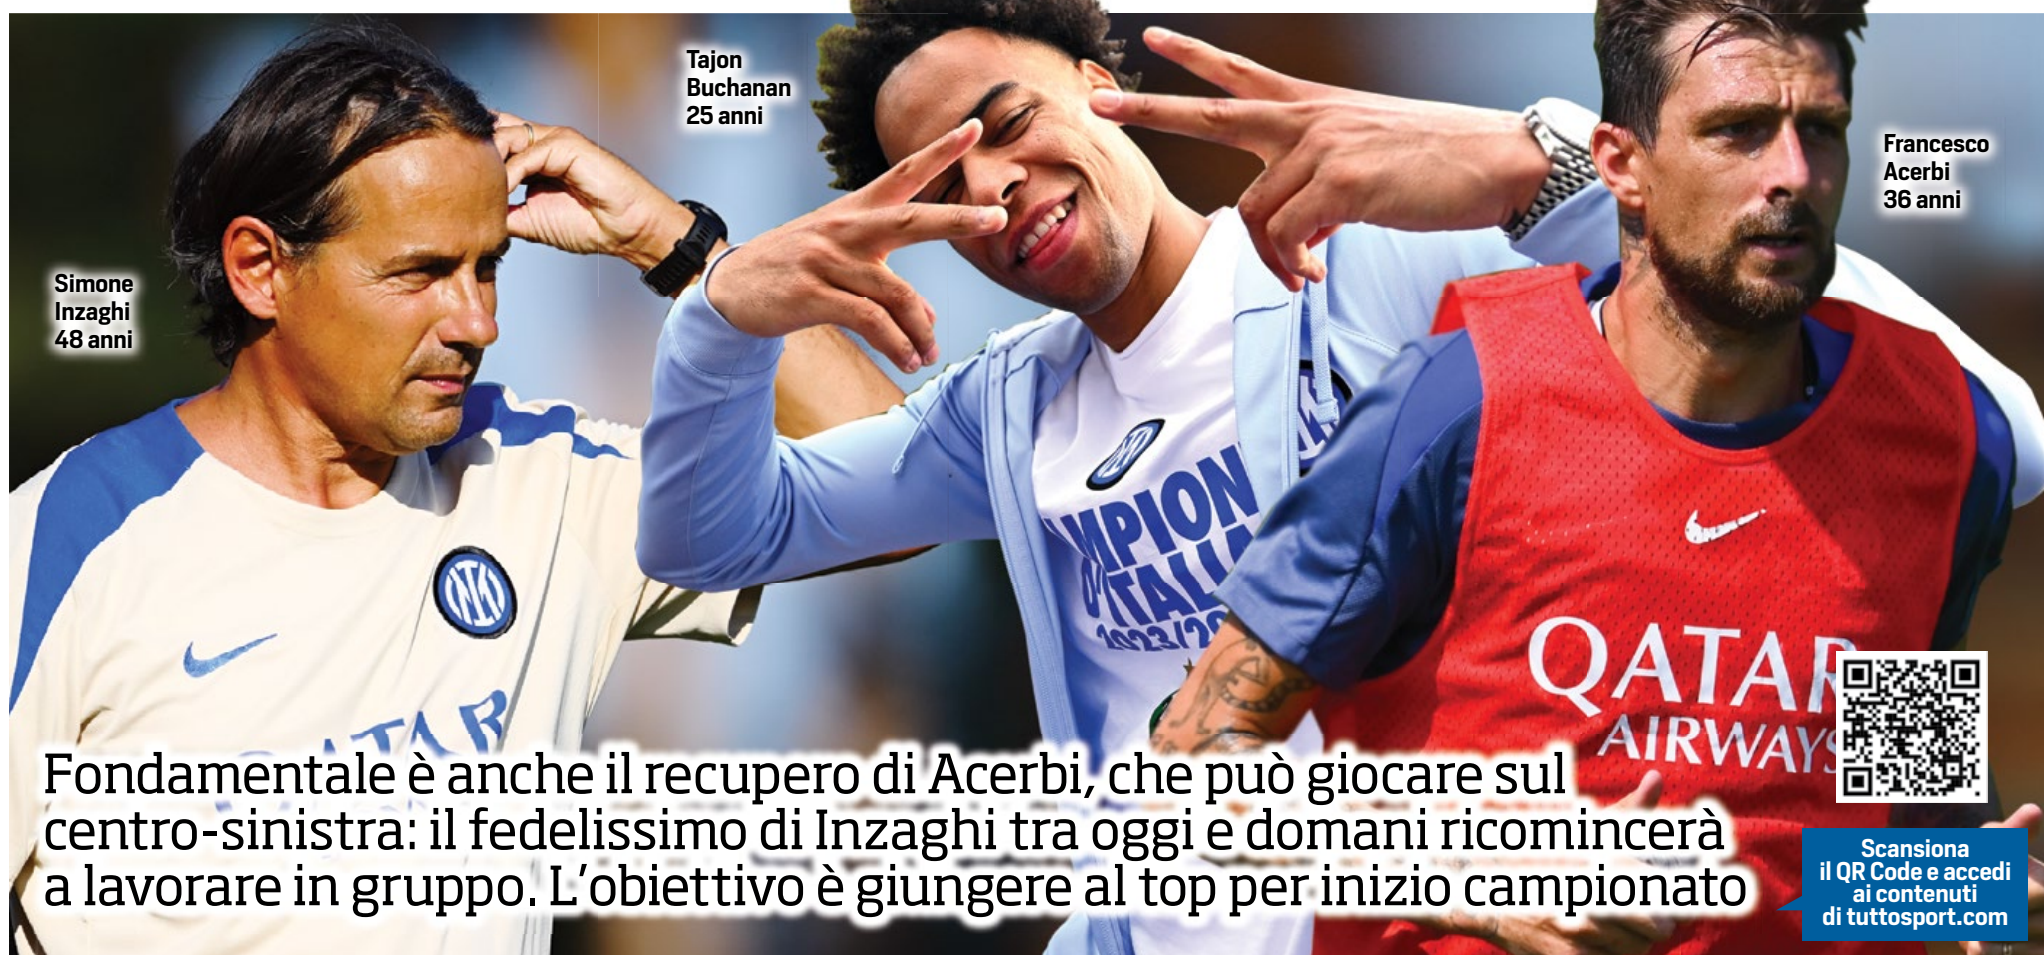 Tajon
Buchanan
25 anni
Francesco
Acerbi
36 anni
Simone
Inzaghi
48 anni
QATAR
AIRWAYS
Fondamentale è anche il recupero di Acerbi, che può giocare sul
centro-sinistra: il fedelissimo di Inzaghi tra oggi e domani ricomincerà
a lavorare in gruppo. L’obiettivo è giungere al top per inizio campionato
Scansiona
il QR Code e accedi
ai contenuti
di tuttosport.com